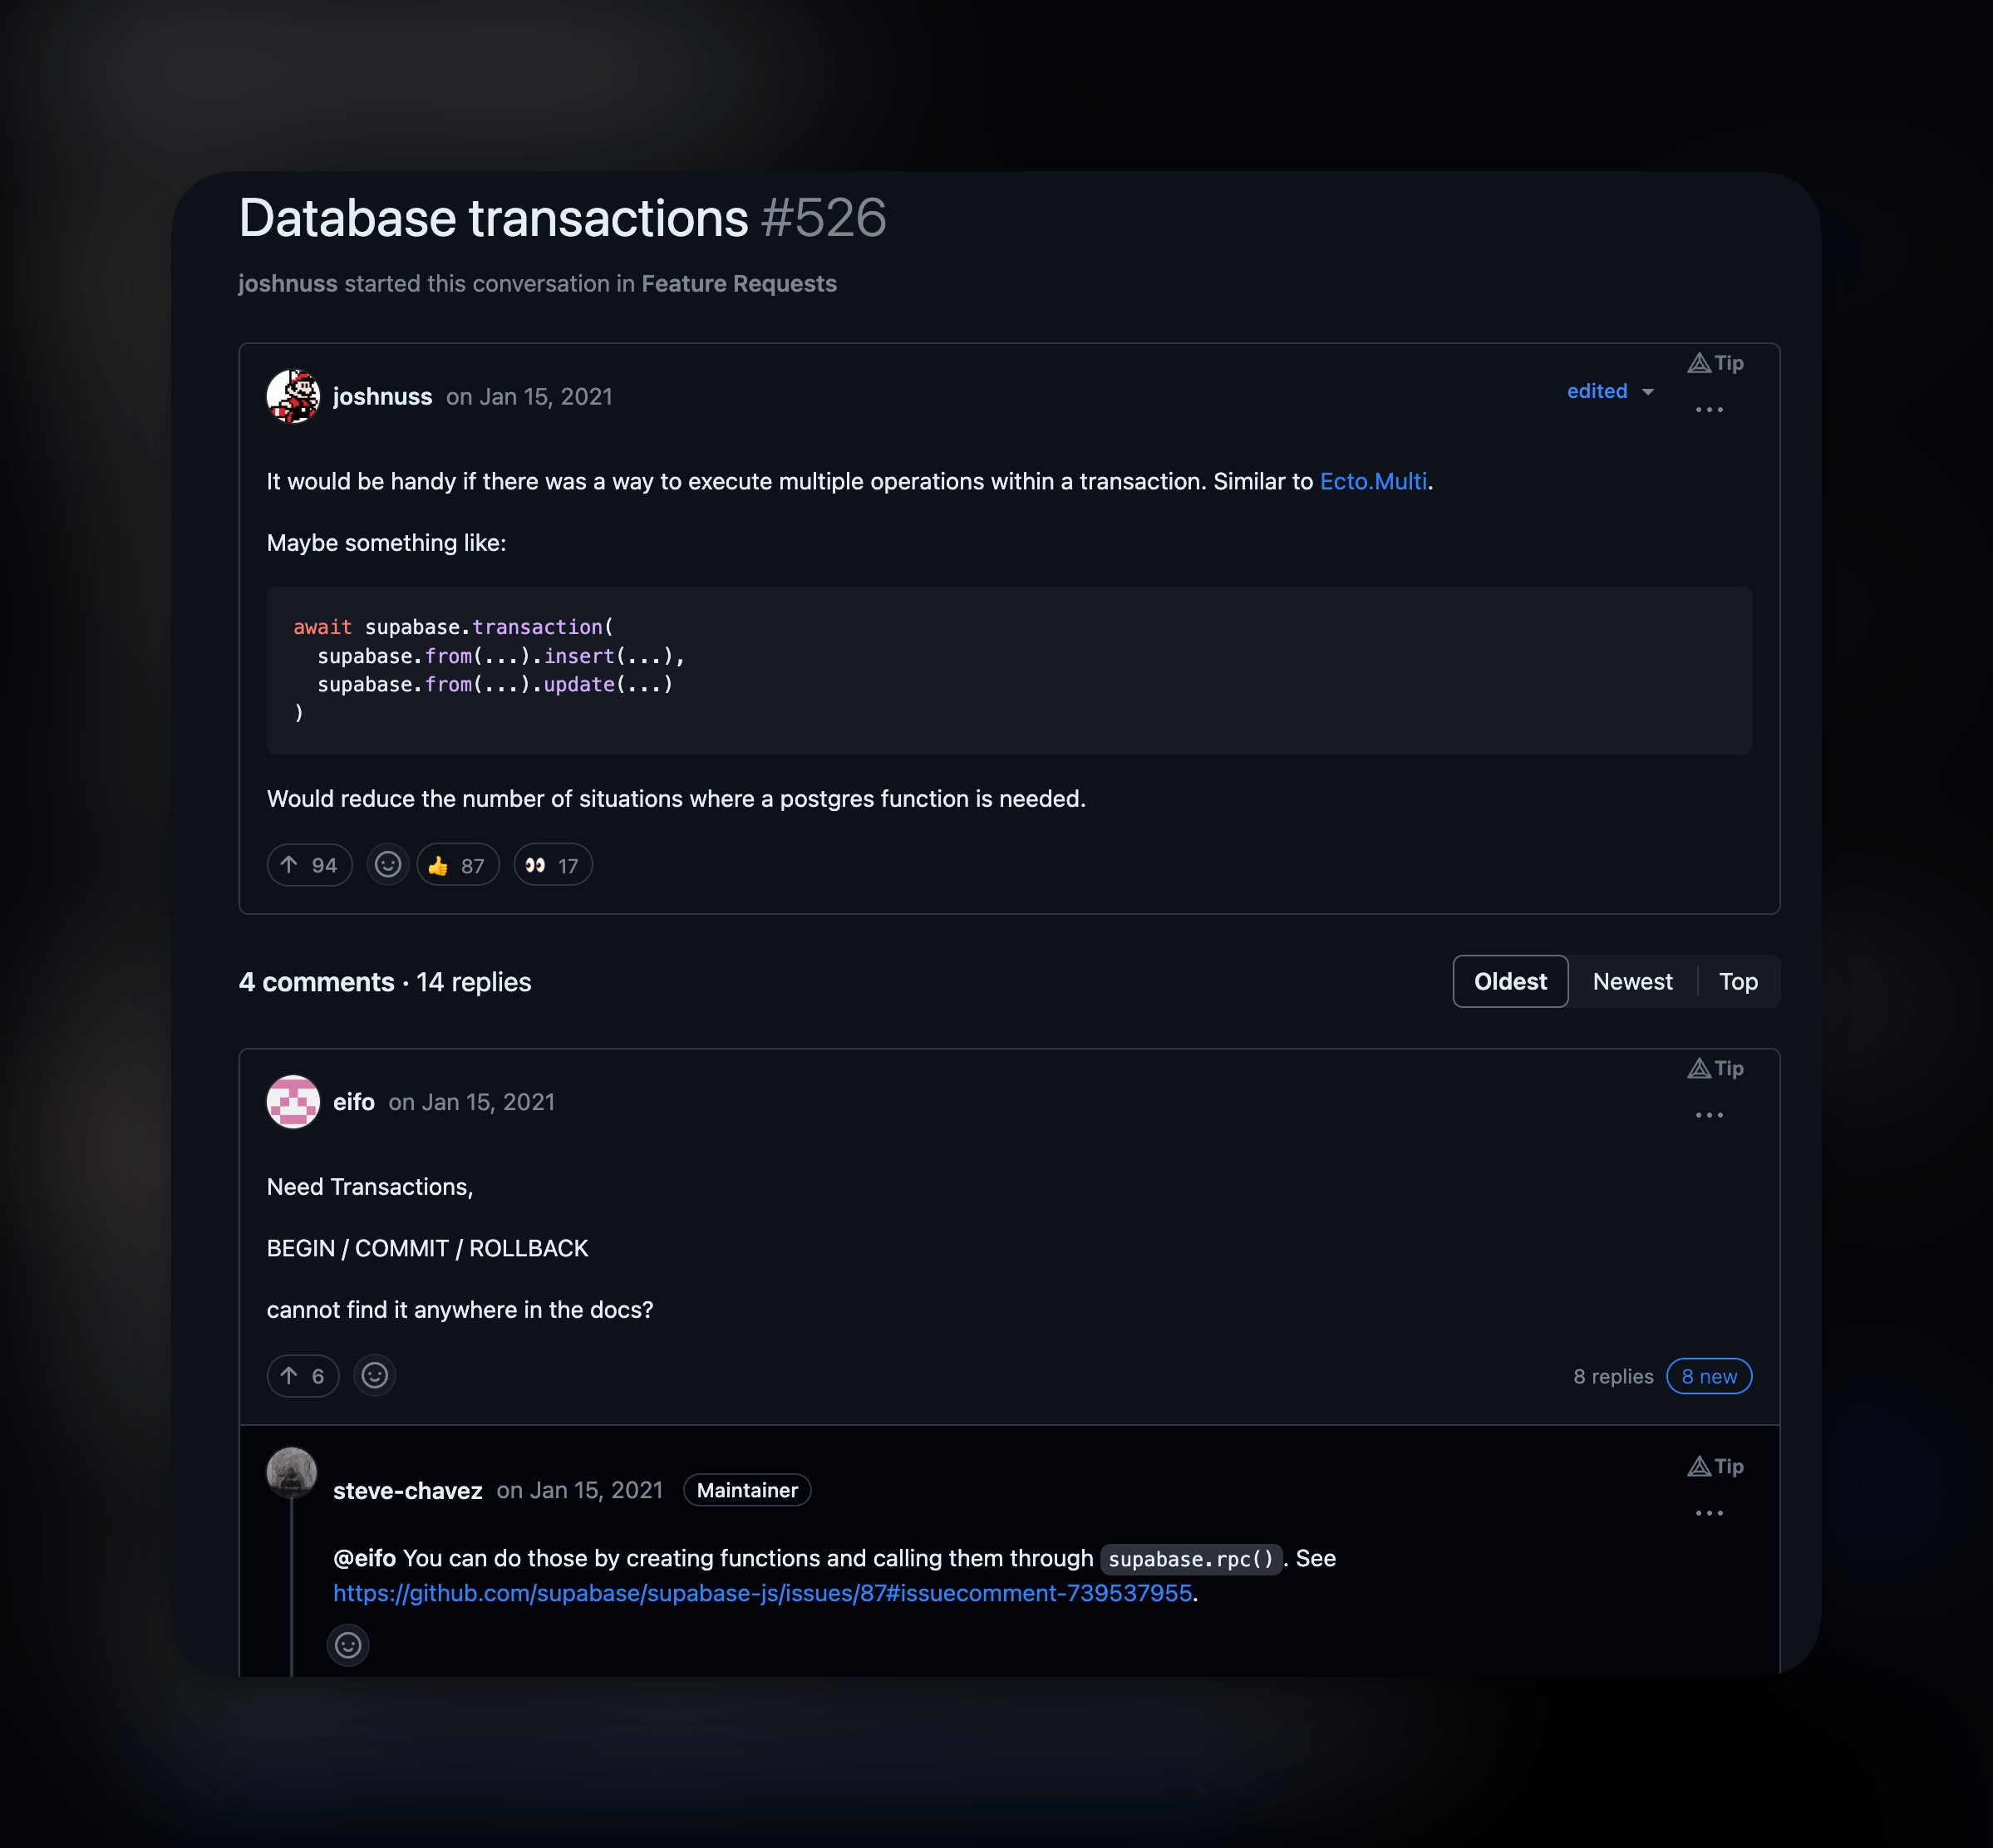 Database transactions #526
joshnuss started this conversation in Feature Requests
Tip
joshnuss on Jan 15, 2021 edited
It would be handy if there was a way to execute multiple operations within a transaction. Similar to Ecto.Multi.
Maybe something like:
await supabase.transaction(
  supabase.from(...).insert(...),
  supabase.from(...).update(...)
)
Would reduce the number of situations where a postgres function is needed.
94 👍 87 👀 17
4 comments · 14 replies Oldest Newest Top
Tip
eifo on Jan 15, 2021
Need Transactions,
BEGIN / COMMIT / ROLLBACK
cannot find it anywhere in the docs?
6 8 replies 8 new
Tip
steve-chavez on Jan 15, 2021 Maintainer
@eifo You can do those by creating functions and calling them through supabase.rpc(). See
https://github.com/supabase/supabase-js/issues/87#issuecomment-739537955.